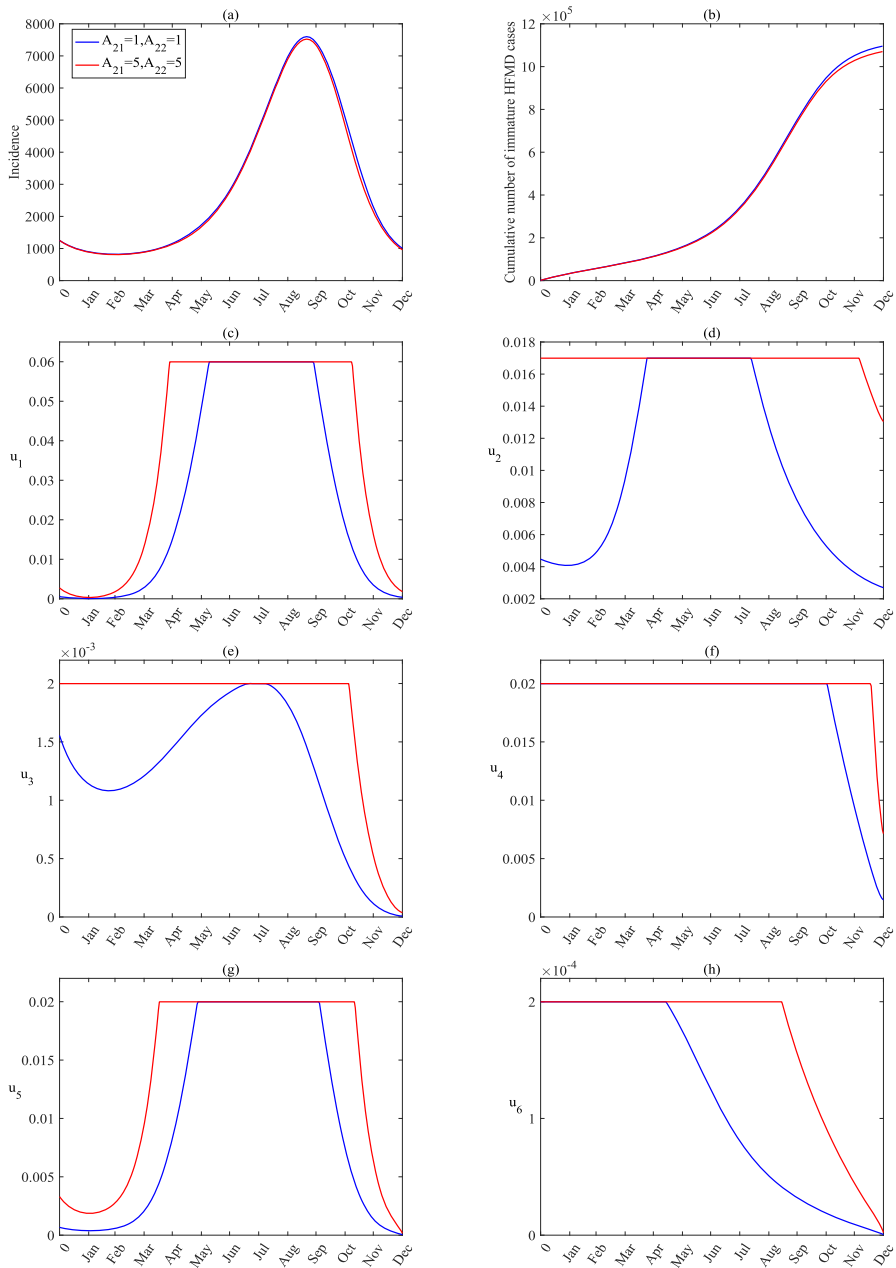 (a)
8000
7000
6000
5000
4000
3000
2000
1000
0
Incidence
A21=1,A22=1
A21=5,A22=5
0 Jan Feb Mar Apr May Jun Jul Aug Sep Oct Nov Dec
(b)
×10^5
12
10
8
6
4
2
0
Cumulative number of immature HFMD cases
0 Jan Feb Mar Apr May Jun Jul Aug Sep Oct Nov Dec
(c)
0.06
0.05
0.04
0.03
0.02
0.01
0
u1
0 Jan Feb Mar Apr May Jun Jul Aug Sep Oct Nov Dec
(d)
0.018
0.016
0.014
0.012
0.01
0.008
0.006
0.004
0.002
u2
0 Jan Feb Mar Apr May Jun Jul Aug Sep Oct Nov Dec
(e)
×10^-3
2
1.5
1
0.5
0
u3
0 Jan Feb Mar Apr May Jun Jul Aug Sep Oct Nov Dec
(f)
0.02
0.015
0.01
0.005
0
u4
0 Jan Feb Mar Apr May Jun Jul Aug Sep Oct Nov Dec
(g)
0.02
0.015
0.01
0.005
0
u5
0 Jan Feb Mar Apr May Jun Jul Aug Sep Oct Nov Dec
(h)
×10^-4
2
1
0
u6
0 Jan Feb Mar Apr May Jun Jul Aug Sep Oct Nov Dec